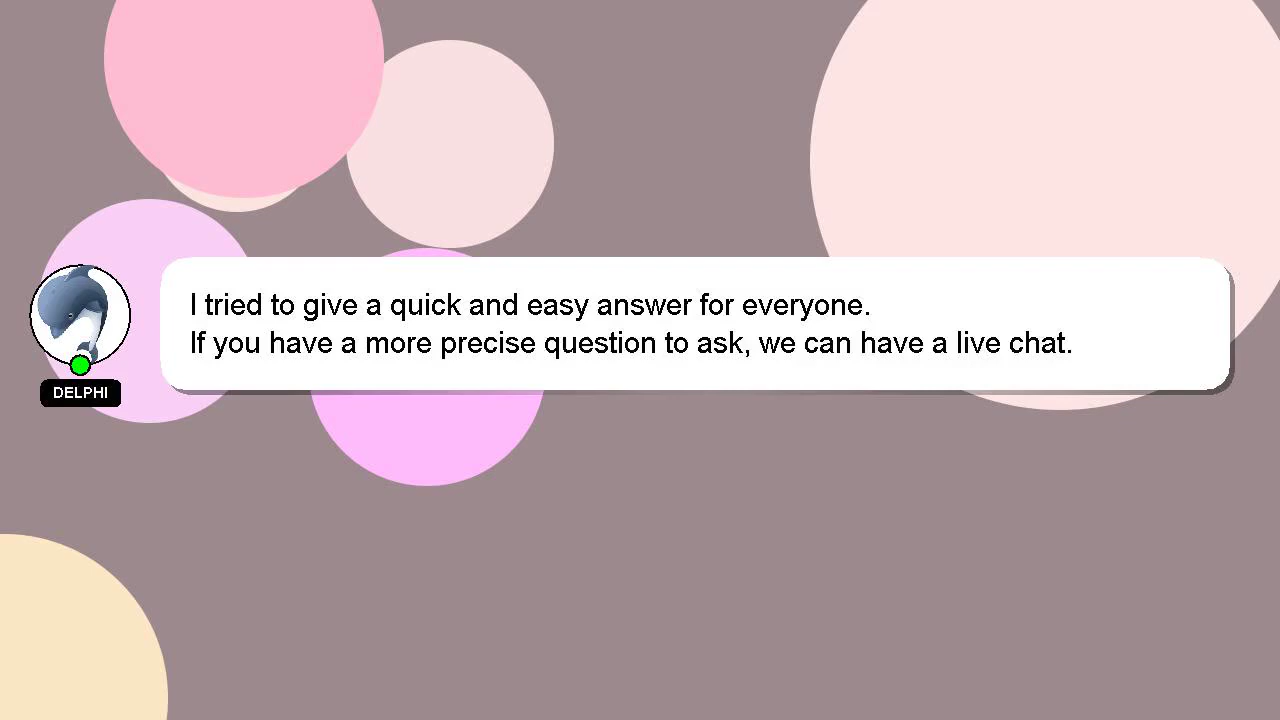 I tried to give a quick and easy answer for everyone.
If you have a more precise question to ask, we can have a live chat.
DELPHI